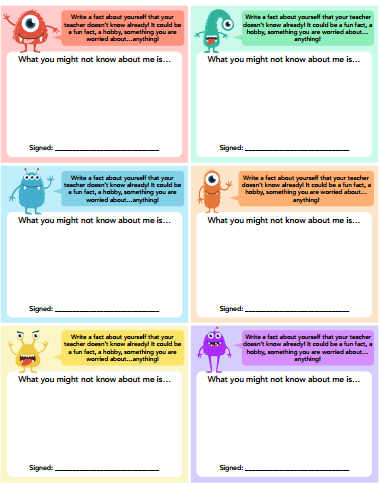 Write a fact about yourself that your
teacher doesn't know already! It could be
a fun fact, a hobby, something you are
worried about...anything!
What you might not know about me is...
Signed: ___________________________
Write a fact about yourself that your teacher
doesn't know already! It could be a fun fact, a
hobby, something you are worried about...
anything!
What you might not know about me is...
Signed: ___________________________
Write a fact about yourself that your
teacher doesn't know already! It could be
a fun fact, a hobby, something you are
worried about...anything!
What you might not know about me is...
Signed: ___________________________
Write a fact about yourself that your teacher
doesn't know already! It could be a fun fact, a
hobby, something you are worried about...
anything!
What you might not know about me is...
Signed: ___________________________
Write a fact about yourself that your
teacher doesn't know already! It could be
a fun fact, a hobby, something you are
worried about...anything!
What you might not know about me is...
Signed: ___________________________
Write a fact about yourself that your teacher
doesn't know already! It could be a fun fact, a
hobby, something you are worried about...
anything!
What you might not know about me is...
Signed: ___________________________